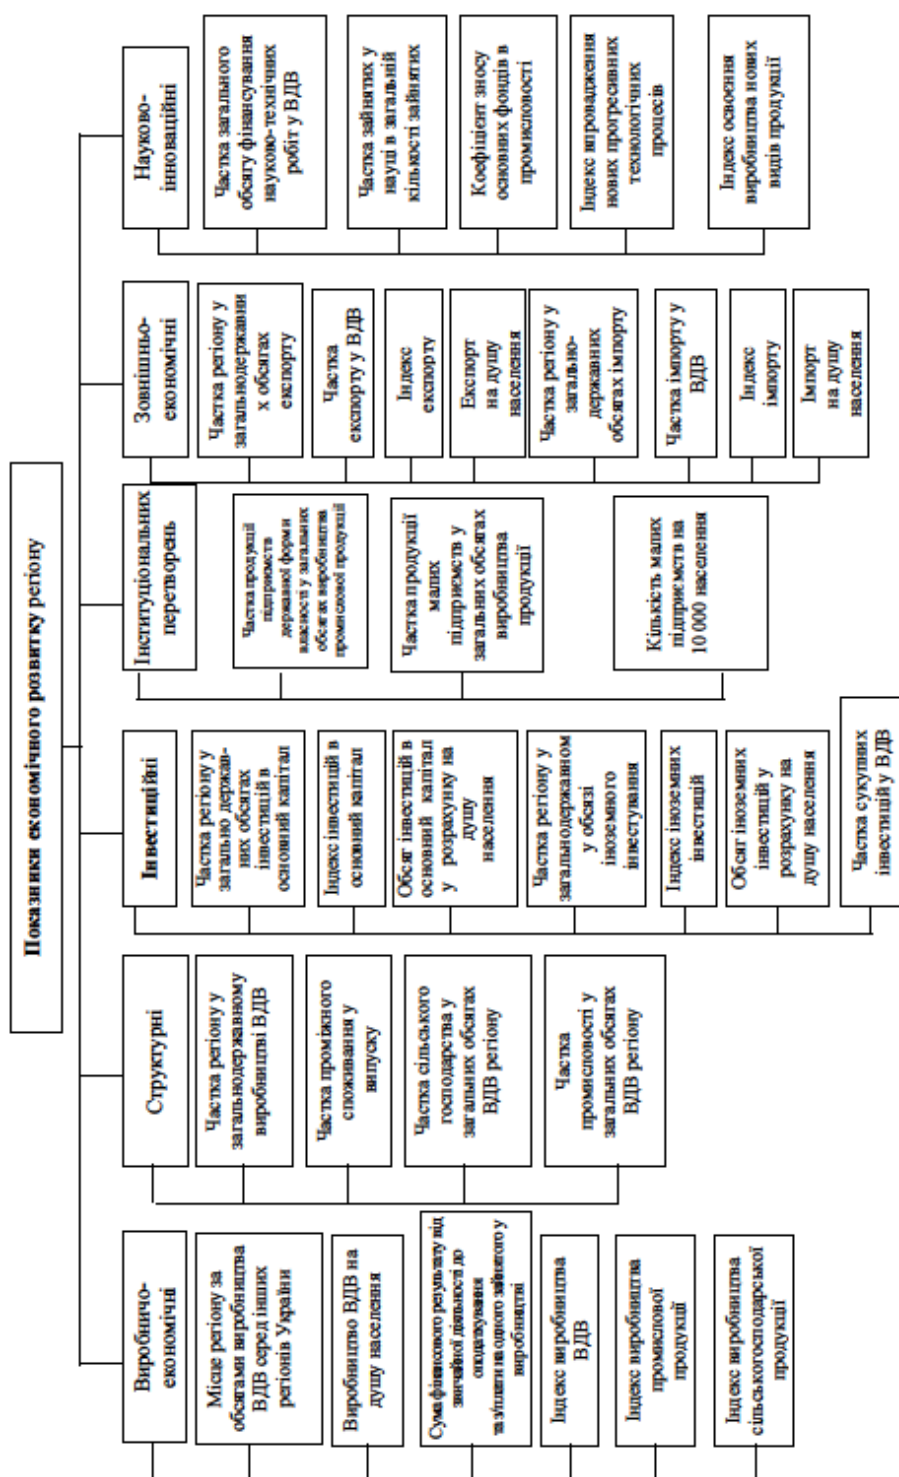 Показники економічного розвитку регіону
Виробничо-
економічні
Місце регіону за
обсягами виробництва
ВДВ серед інших
регіонів України
Виробництво ВДВ на
душу населення
Сума фінансового результату від
звичайної діяльності до
оподаткування
та з/плати на одного зайнятого у
виробництві
Індекс виробництва
ВДВ
Індекс виробництва
промислової
продукції
Індекс виробництва
сільськогосподарської
продукції
Структурні
Частка регіону у
загальнодержавному
виробництві ВДВ
Частка проміжного
споживання у
випуску
Частка сільського
господарства у
загальних обсягах
ВДВ регіону
Частка
промисловості у
загальних обсягах
ВДВ регіону
Інвестиційні
Частка регіону у
загально держав-
них обсягах
інвестицій в
основний капітал
Індекс інвестицій в
основний капітал
Обсяг інвестицій в
основний капітал
у розрахунку на
душу
населення
Частка регіону у
загальнодержавном
у обсязі
іноземного
інвестування
Індекс іноземних
інвестицій
Обсяг іноземних
інвестицій у
розрахунку на
душу населення
Частка сукупних
інвестицій у ВДВ
Інституціональних
перетворень
Частка продукції
підприємств
державної форми
власності у загальних
обсягах виробництва
промислової продукції
Частка продукції
малих
підприємств у
загальних обсягах
виробництва
продукції
Кількість малих
підприємств на
10 000 населення
Зовнішньо-
економічні
Частка регіону у
загальнодержавни
х обсягах
експорту
Частка
експорту у ВДВ
Індекс
експорту
Експорт
на душу
населення
Частка регіону у
загально-
державних
обсягах імпорту
Частка імпорту у
ВДВ
Індекс
імпорту
Імпорт
на душу
населення
Науково-
інноваційні
Частка загального
обсягу фінансування
науково-технічних
робіт у ВДВ
Частка зайнятих у
науці в загальній
кількості зайнятих
Коефіцієнт зносу
основних фондів в
промисловості
Індекс впровадження
нових прогресивних
технологічних
процесів
Індекс освоєння
виробництва нових
видів продукції